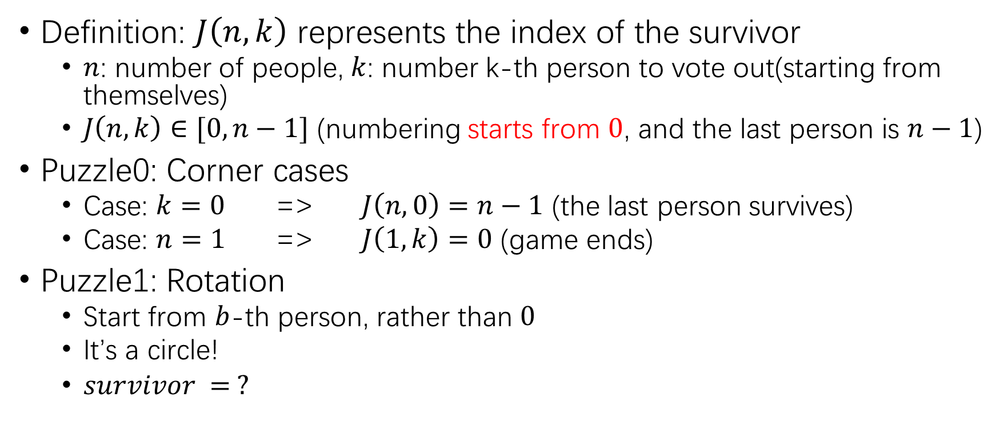 • Definition: J(n, k) represents the index of the survivor
• n: number of people, k: number k-th person to vote out(starting from
themselves)
• J(n, k) ∈ [0, n − 1] (numbering starts from 0, and the last person is n − 1)
• Puzzle0: Corner cases
• Case: k = 0 => J(n, 0) = n − 1 (the last person survives)
• Case: n = 1 => J(1, k) = 0 (game ends)
• Puzzle1: Rotation
• Start from b-th person, rather than 0
• It’s a circle!
• survivor = ?